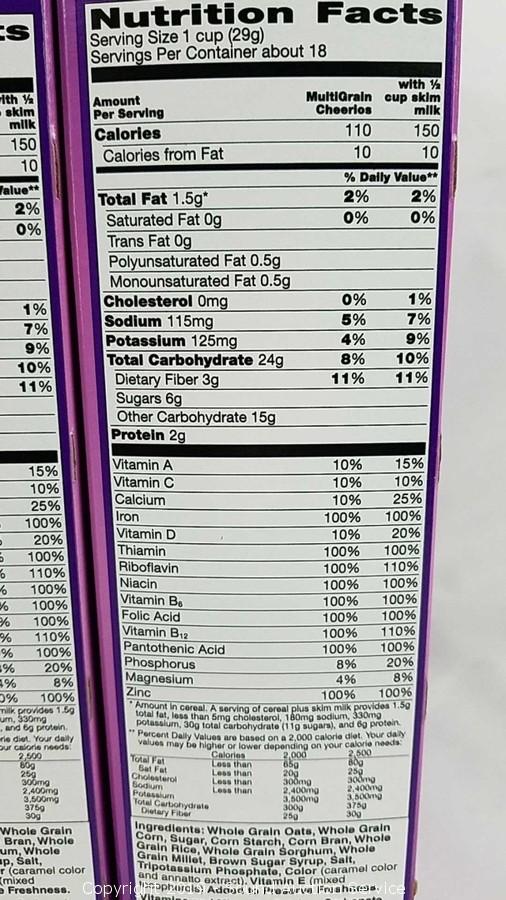 Nutrition Facts
Serving Size 1 cup (29g)
Servings Per Container about 18
Amount Per Serving MultiGrain Cheerios with ½ cup skim milk
Calories 110 150
Calories from Fat 10 10
% Daily Value**
Total Fat 1.5g* 2% 2%
Saturated Fat 0g 0% 0%
Trans Fat 0g
Polyunsaturated Fat 0.5g
Monounsaturated Fat 0.5g
Cholesterol 0mg 0% 1%
Sodium 115mg 5% 7%
Potassium 125mg 4% 9%
Total Carbohydrate 24g 8% 10%
Dietary Fiber 3g 11% 11%
Sugars 6g
Other Carbohydrate 15g
Protein 2g
Vitamin A 10% 15%
Vitamin C 10% 10%
Calcium 10% 25%
Iron 100% 100%
Vitamin D 10% 20%
Thiamin 100% 100%
Riboflavin 100% 110%
Niacin 100% 100%
Vitamin B6 100% 100%
Folic Acid 100% 100%
Vitamin B12 100% 110%
Pantothenic Acid 100% 100%
Phosphorus 8% 20%
Magnesium 4% 8%
Zinc 100% 100%
* Amount in cereal. A serving of cereal plus skim milk provides 1.5g
total fat, less than 5mg cholesterol, 180mg sodium, 330mg
potassium, 30g total carbohydrate (11g sugars), and 6g protein.
** Percent Daily Values are based on a 2,000 calorie diet. Your daily
values may be higher or lower depending on your calorie needs:
Calories 2,000 2,500
Total Fat Less than 65g 80g
Sat Fat Less than 20g 25g
Cholesterol Less than 300mg 300mg
Sodium Less than 2,400mg 2,400mg
Potassium 3,500mg 3,500mg
Total Carbohydrate 300g 375g
Dietary Fiber 25g 30g
Ingredients: Whole Grain Oats, Whole Grain
Corn, Sugar, Corn Starch, Corn Bran, Whole
Grain Rice, Whole Grain Sorghum, Whole
Grain Millet, Brown Sugar Syrup, Salt,
Tripotassium Phosphate, Color (caramel color
and annatto extract). Vitamin E (mixed
Copyright Auction Service